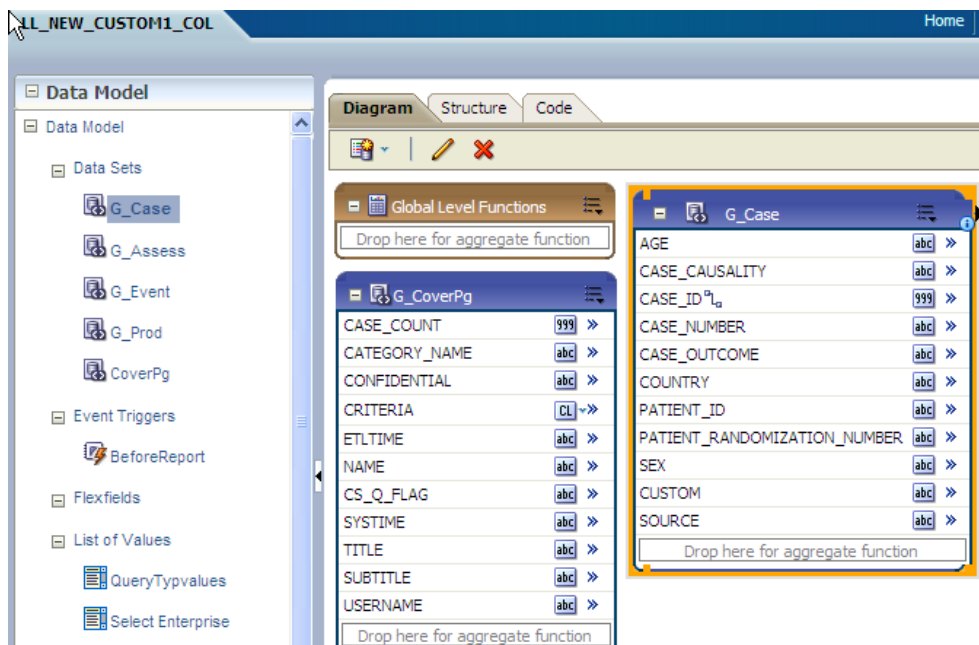 LL_NEW_CUSTOM1_COL
Home
Data Model
Data Model
Data Sets
G_Case
G_Assess
G_Event
G_Prod
CoverPg
Event Triggers
BeforeReport
Flexfields
List of Values
QueryTypvalues
Select Enterprise
Diagram Structure Code
Global Level Functions
Drop here for aggregate function
G_CoverPg
CASE_COUNT 999
CATEGORY_NAME abc
CONFIDENTIAL abc
CRITERIA CL
ETLTIME abc
NAME abc
CS_Q_FLAG abc
SYSTIME abc
TITLE abc
SUBTITLE abc
USERNAME abc
Drop here for aggregate function
G_Case
AGE abc
CASE_CAUSALITY abc
CASE_ID 999
CASE_NUMBER abc
CASE_OUTCOME abc
COUNTRY abc
PATIENT_ID abc
PATIENT_RANDOMIZATION_NUMBER abc
SEX abc
CUSTOM abc
SOURCE abc
Drop here for aggregate function